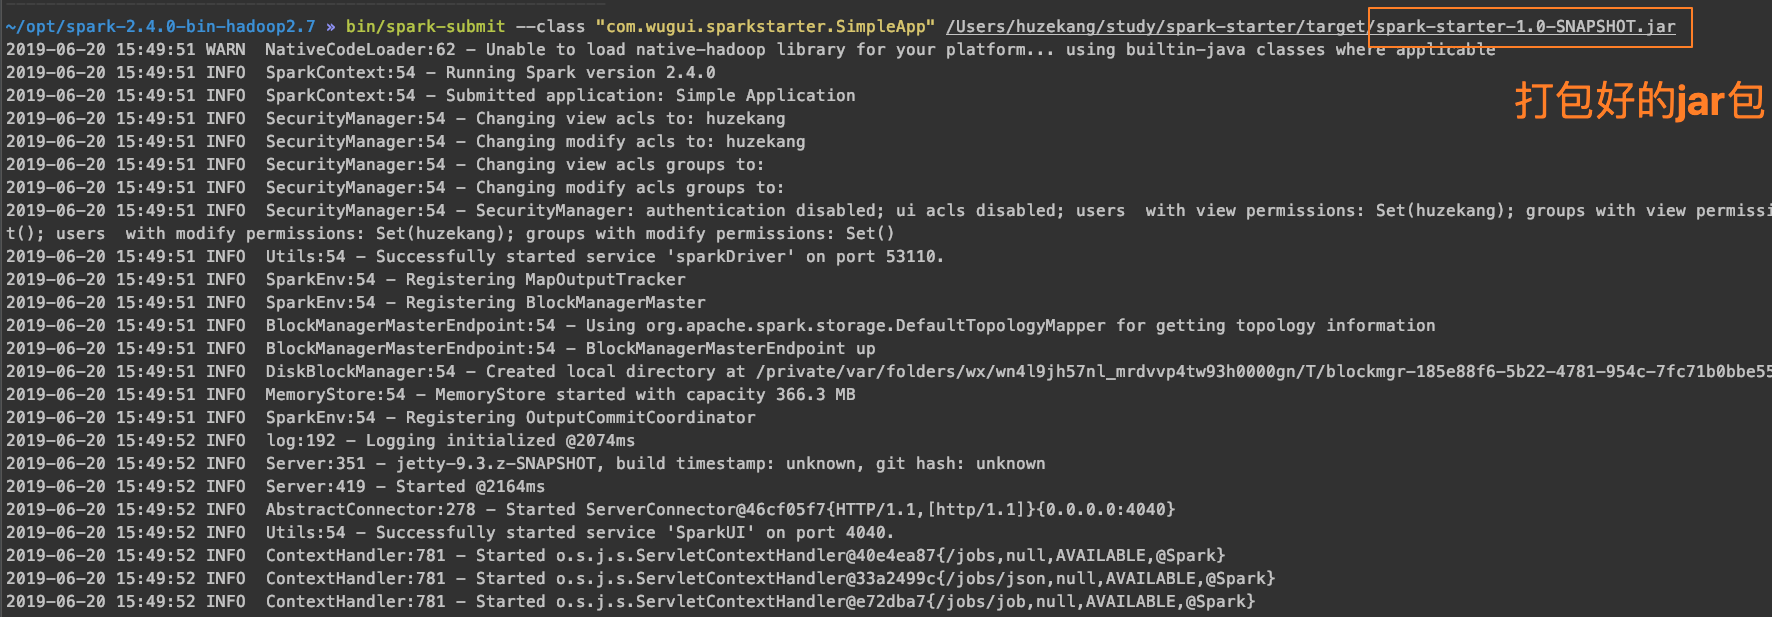 ~/opt/spark-2.4.0-bin-hadoop2.7 » bin/spark-submit --class "com.wugui.sparkstarter.SimpleApp" /Users/huzekang/study/spark-starter/target/spark-starter-1.0-SNAPSHOT.jar
2019-06-20 15:49:51 WARN  NativeCodeLoader:62 - Unable to load native-hadoop library for your platform... using builtin-java classes where applicable
2019-06-20 15:49:51 INFO  SparkContext:54 - Running Spark version 2.4.0
打包好的jar包
2019-06-20 15:49:51 INFO  SparkContext:54 - Submitted application: Simple Application
2019-06-20 15:49:51 INFO  SecurityManager:54 - Changing view acls to: huzekang
2019-06-20 15:49:51 INFO  SecurityManager:54 - Changing modify acls to: huzekang
2019-06-20 15:49:51 INFO  SecurityManager:54 - Changing view acls groups to:
2019-06-20 15:49:51 INFO  SecurityManager:54 - Changing modify acls groups to:
2019-06-20 15:49:51 INFO  SecurityManager:54 - SecurityManager: authentication disabled; ui acls disabled; users  with view permissions: Set(huzekang); groups with view permissi
t(); users  with modify permissions: Set(huzekang); groups with modify permissions: Set()
2019-06-20 15:49:51 INFO  Utils:54 - Successfully started service 'sparkDriver' on port 53110.
2019-06-20 15:49:51 INFO  SparkEnv:54 - Registering MapOutputTracker
2019-06-20 15:49:51 INFO  SparkEnv:54 - Registering BlockManagerMaster
2019-06-20 15:49:51 INFO  BlockManagerMasterEndpoint:54 - Using org.apache.spark.storage.DefaultTopologyMapper for getting topology information
2019-06-20 15:49:51 INFO  BlockManagerMasterEndpoint:54 - BlockManagerMasterEndpoint up
2019-06-20 15:49:51 INFO  DiskBlockManager:54 - Created local directory at /private/var/folders/wx/wn4l9jh57nl_mrdvvp4tw93h0000gn/T/blockmgr-185e88f6-5b22-4781-954c-7fc71b0bbe55
2019-06-20 15:49:51 INFO  MemoryStore:54 - MemoryStore started with capacity 366.3 MB
2019-06-20 15:49:51 INFO  SparkEnv:54 - Registering OutputCommitCoordinator
2019-06-20 15:49:52 INFO  log:192 - Logging initialized @2074ms
2019-06-20 15:49:52 INFO  Server:351 - jetty-9.3.z-SNAPSHOT, build timestamp: unknown, git hash: unknown
2019-06-20 15:49:52 INFO  Server:419 - Started @2164ms
2019-06-20 15:49:52 INFO  AbstractConnector:278 - Started ServerConnector@46cf05f7{HTTP/1.1,[http/1.1]}{0.0.0.0:4040}
2019-06-20 15:49:52 INFO  Utils:54 - Successfully started service 'SparkUI' on port 4040.
2019-06-20 15:49:52 INFO  ContextHandler:781 - Started o.s.j.s.ServletContextHandler@40e4ea87{/jobs,null,AVAILABLE,@Spark}
2019-06-20 15:49:52 INFO  ContextHandler:781 - Started o.s.j.s.ServletContextHandler@33a2499c{/jobs/json,null,AVAILABLE,@Spark}
2019-06-20 15:49:52 INFO  ContextHandler:781 - Started o.s.j.s.ServletContextHandler@e72dba7{/jobs/job,null,AVAILABLE,@Spark}